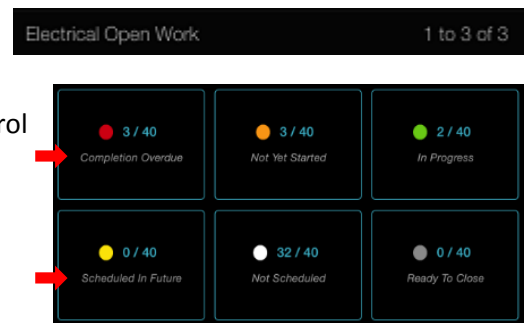 Electrical Open Work 1 to 3 of 3
rol
3 / 40 3 / 40 2 / 40
Completion Overdue Not Yet Started In Progress
0 / 40 32 / 40 0 / 40
Scheduled In Future Not Scheduled Ready To Close